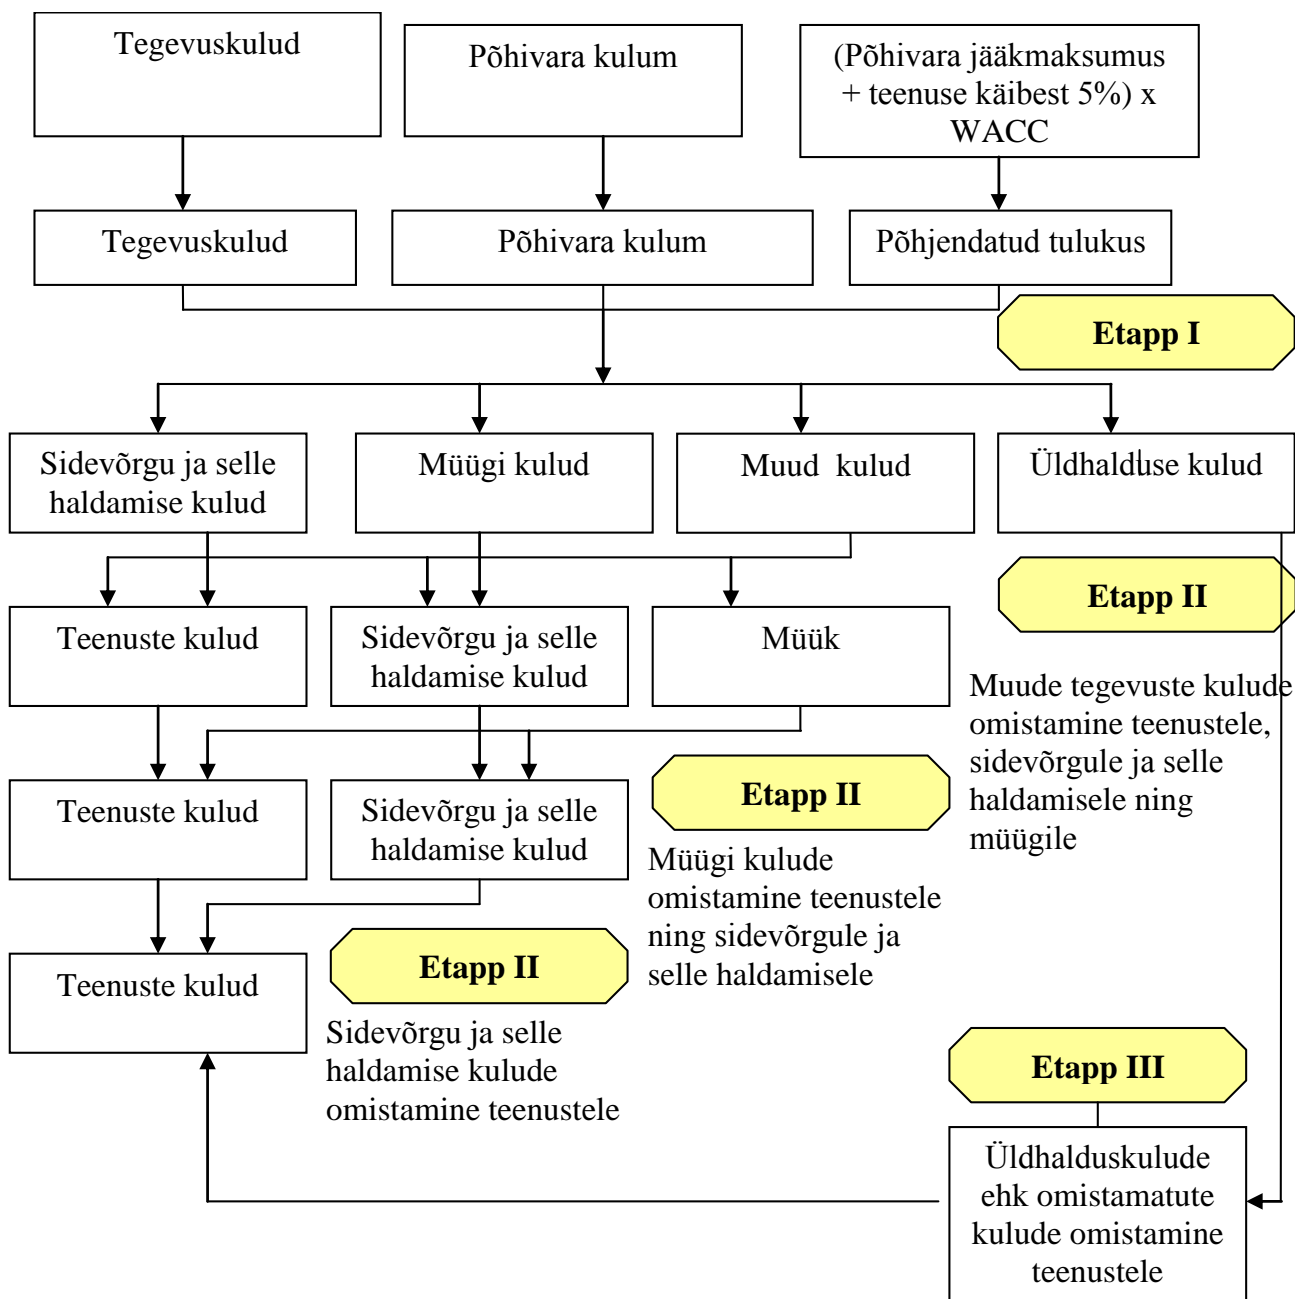 Tegevuskulud
Põhivara kulum
(Põhivara jääkmaksumus
+ teenuse käibest 5%) x
WACC
Tegevuskulud
Põhivara kulum
Põhjendatud tulukus
Etapp I
Sidevõrgu ja selle
haldamise kulud
Müügi kulud
Muud kulud
Üldhalduse kulud
Etapp II
Teenuste kulud
Sidevõrgu ja selle
haldamise kulud
Müük
Muude tegevuste kulude
omistamine teenustele,
sidevõrgule ja selle
haldamisele ning
müügile
Teenuste kulud
Sidevõrgu ja selle
haldamise kulud
Etapp II
Müügi kulude
omistamine teenustele
ning sidevõrgule ja
selle haldamisele
Teenuste kulud
Etapp II
Sidevõrgu ja selle
haldamise kulude
omistamine teenustele
Etapp III
Üldhalduskulude
ehk omistamatute
kulude omistamine
teenustele